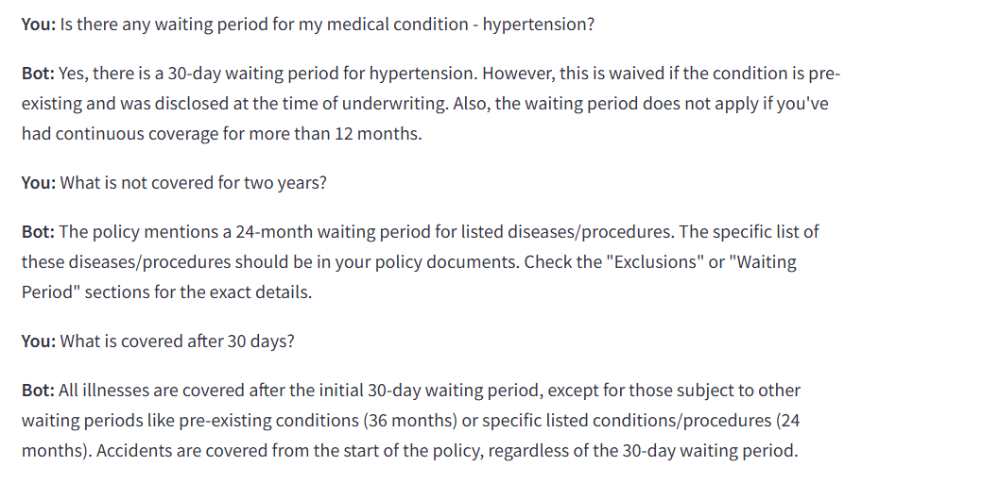 You: Is there any waiting period for my medical condition - hypertension?
Bot: Yes, there is a 30-day waiting period for hypertension. However, this is waived if the condition is pre-
existing and was disclosed at the time of underwriting. Also, the waiting period does not apply if you've
had continuous coverage for more than 12 months.
You: What is not covered for two years?
Bot: The policy mentions a 24-month waiting period for listed diseases/procedures. The specific list of
these diseases/procedures should be in your policy documents. Check the "Exclusions" or "Waiting
Period" sections for the exact details.
You: What is covered after 30 days?
Bot: All illnesses are covered after the initial 30-day waiting period, except for those subject to other
waiting periods like pre-existing conditions (36 months) or specific listed conditions/procedures (24
months). Accidents are covered from the start of the policy, regardless of the 30-day waiting period.